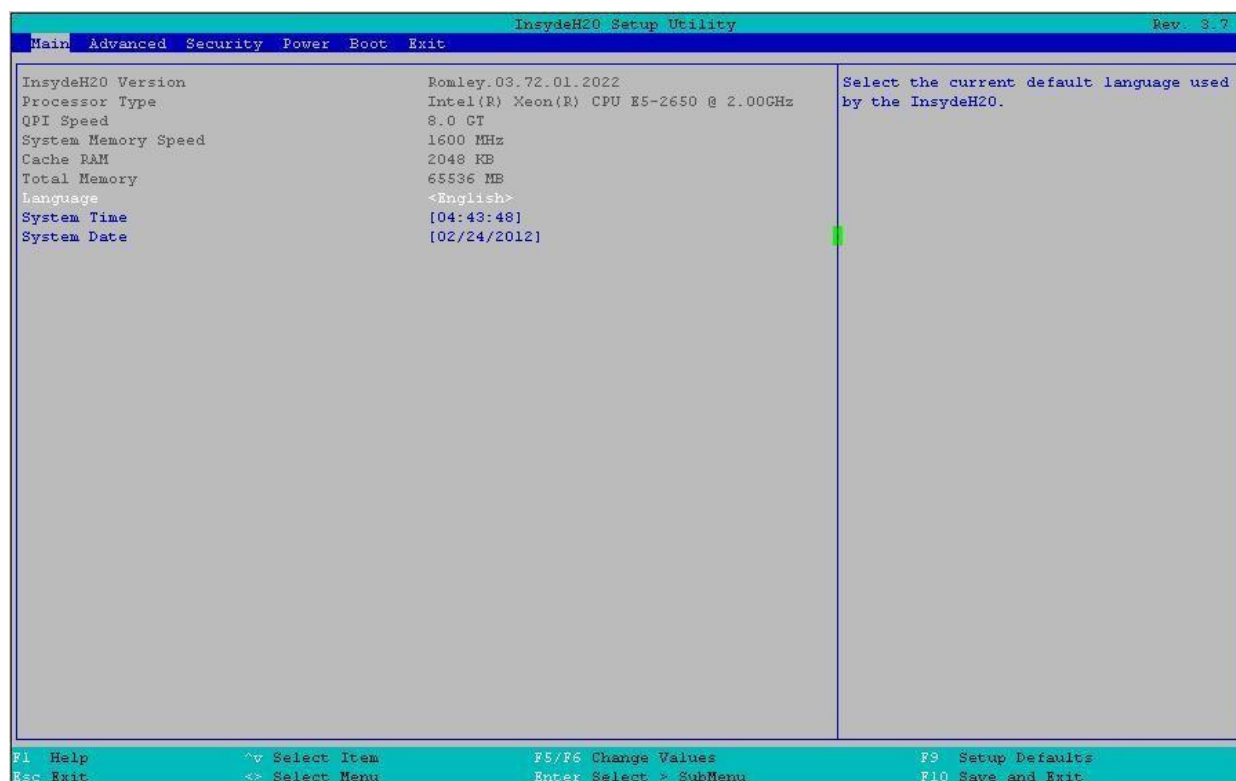 InsydeH20 Setup Utility Rev. 3.7
Main Advanced Security Power Boot Exit
InsydeH20 Version Romley.03.72.01.2022 Select the current default language used
Processor Type Intel(R) Xeon(R) CPU E5-2650 @ 2.00GHz by the InsydeH20.
QPI Speed 8.0 GT
System Memory Speed 1600 MHz
Cache RAM 2048 KB
Total Memory 65536 MB
Language <English>
System Time [04:43:48]
System Date [02/24/2012]
F1 Help ^v Select Item F5/F6 Change Values F9 Setup Defaults
Esc Exit <> Select Menu Enter Select > SubMenu F10 Save and Exit